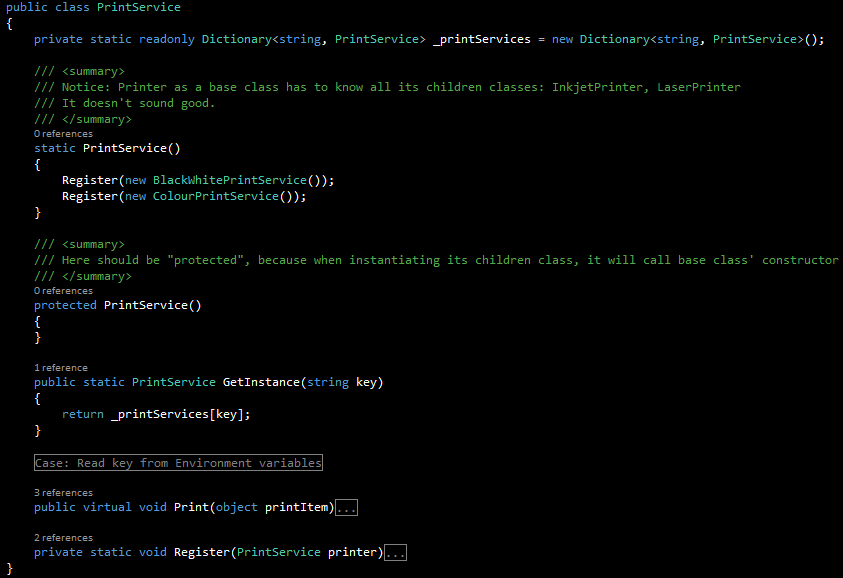 public class PrintService
{
private static readonly Dictionary<string, PrintService> _printServices = new Dictionary<string, PrintService>();
/// <summary>
/// Notice: Printer as a base class has to know all its children classes: InkjetPrinter, LaserPrinter
/// It doesn't sound good.
/// </summary>
0 references
static PrintService()
{
Register(new BlackWhitePrintService());
Register(new ColourPrintService());
}
/// <summary>
/// Here should be "protected", because when instantiating its children class, it will call base class' constructor
/// </summary>
0 references
protected PrintService()
{
}
1 reference
public static PrintService GetInstance(string key)
{
return _printServices[key];
}
Case: Read key from Environment variables
3 references
public virtual void Print(object printItem)...
2 references
private static void Register(PrintService printer)...
}